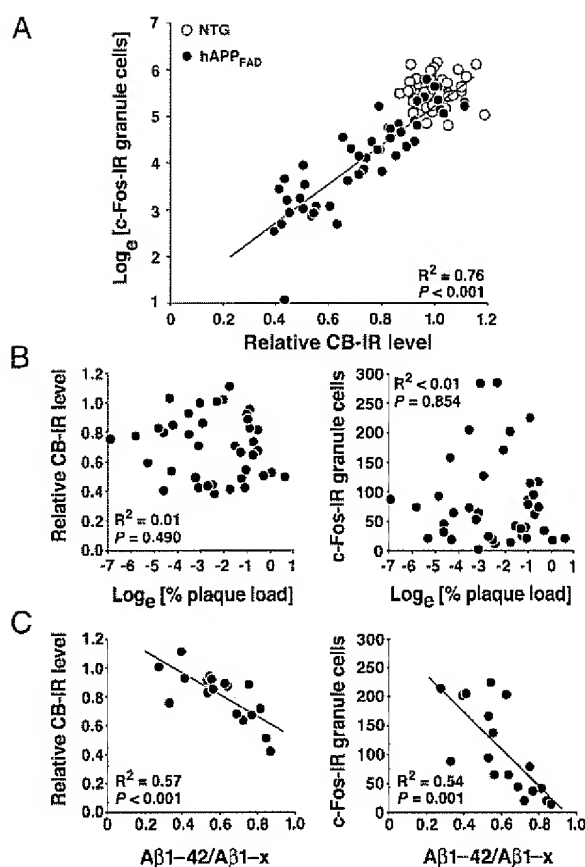 A
NTG
hAPPFAD
Loge [c-Fos-IR granule cells]
7
6
5
4
3
2
1
R2 = 0.76
P < 0.001
0 0.2 0.4 0.6 0.8 1.0 1.2
Relative CB-IR level
B
Relative CB-IR level
1.2
1.0
0.8
0.6
0.4
0.2
0.0
R2 = 0.01
P = 0.490
-7 -6 -5 -4 -3 -2 -1 0 1
Loge [% plaque load]
c-Fos-IR granule cells
300
250
200
150
100
50
0
R2 < 0.01
P = 0.854
-7 -6 -5 -4 -3 -2 -1 0 1
Loge [% plaque load]
C
Relative CB-IR level
1.2
1.0
0.8
0.6
0.4
0.2
0.0
R2 = 0.57
P < 0.001
0 0.2 0.4 0.6 0.8 1.0
Aβ1–42/Aβ1–x
c-Fos-IR granule cells
300
250
200
150
100
50
0
R2 = 0.54
P = 0.001
0 0.2 0.4 0.6 0.8 1.0
Aβ1–42/Aβ1–x